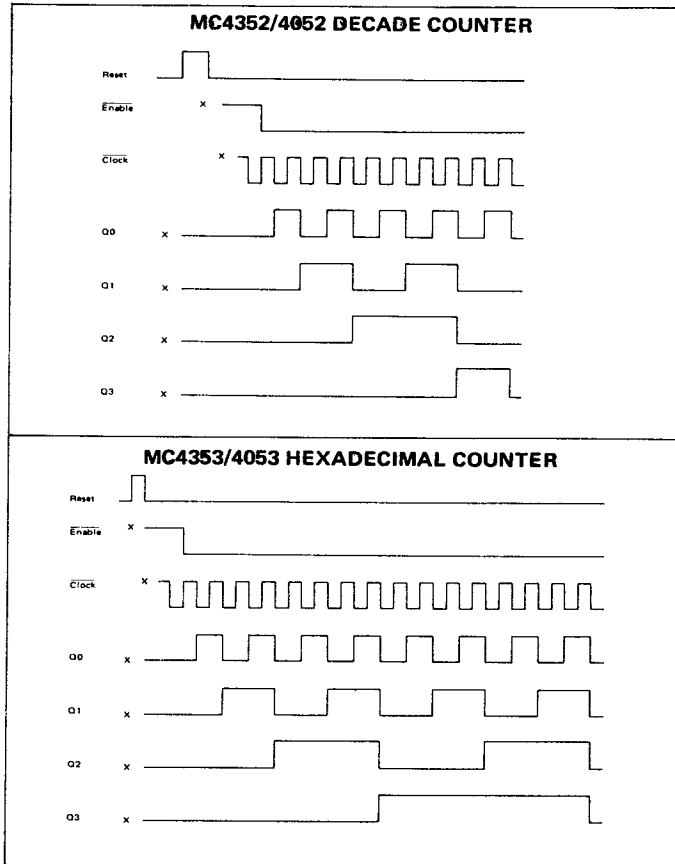 MC4352/4052 DECADE COUNTER
Reset
Enable
x
Clock
x
Q0
x
Q1
x
Q2
x
Q3
x
MC4353/4053 HEXADECIMAL COUNTER
Reset
Enable
x
Clock
x
Q0
x
Q1
x
Q2
x
Q3
x